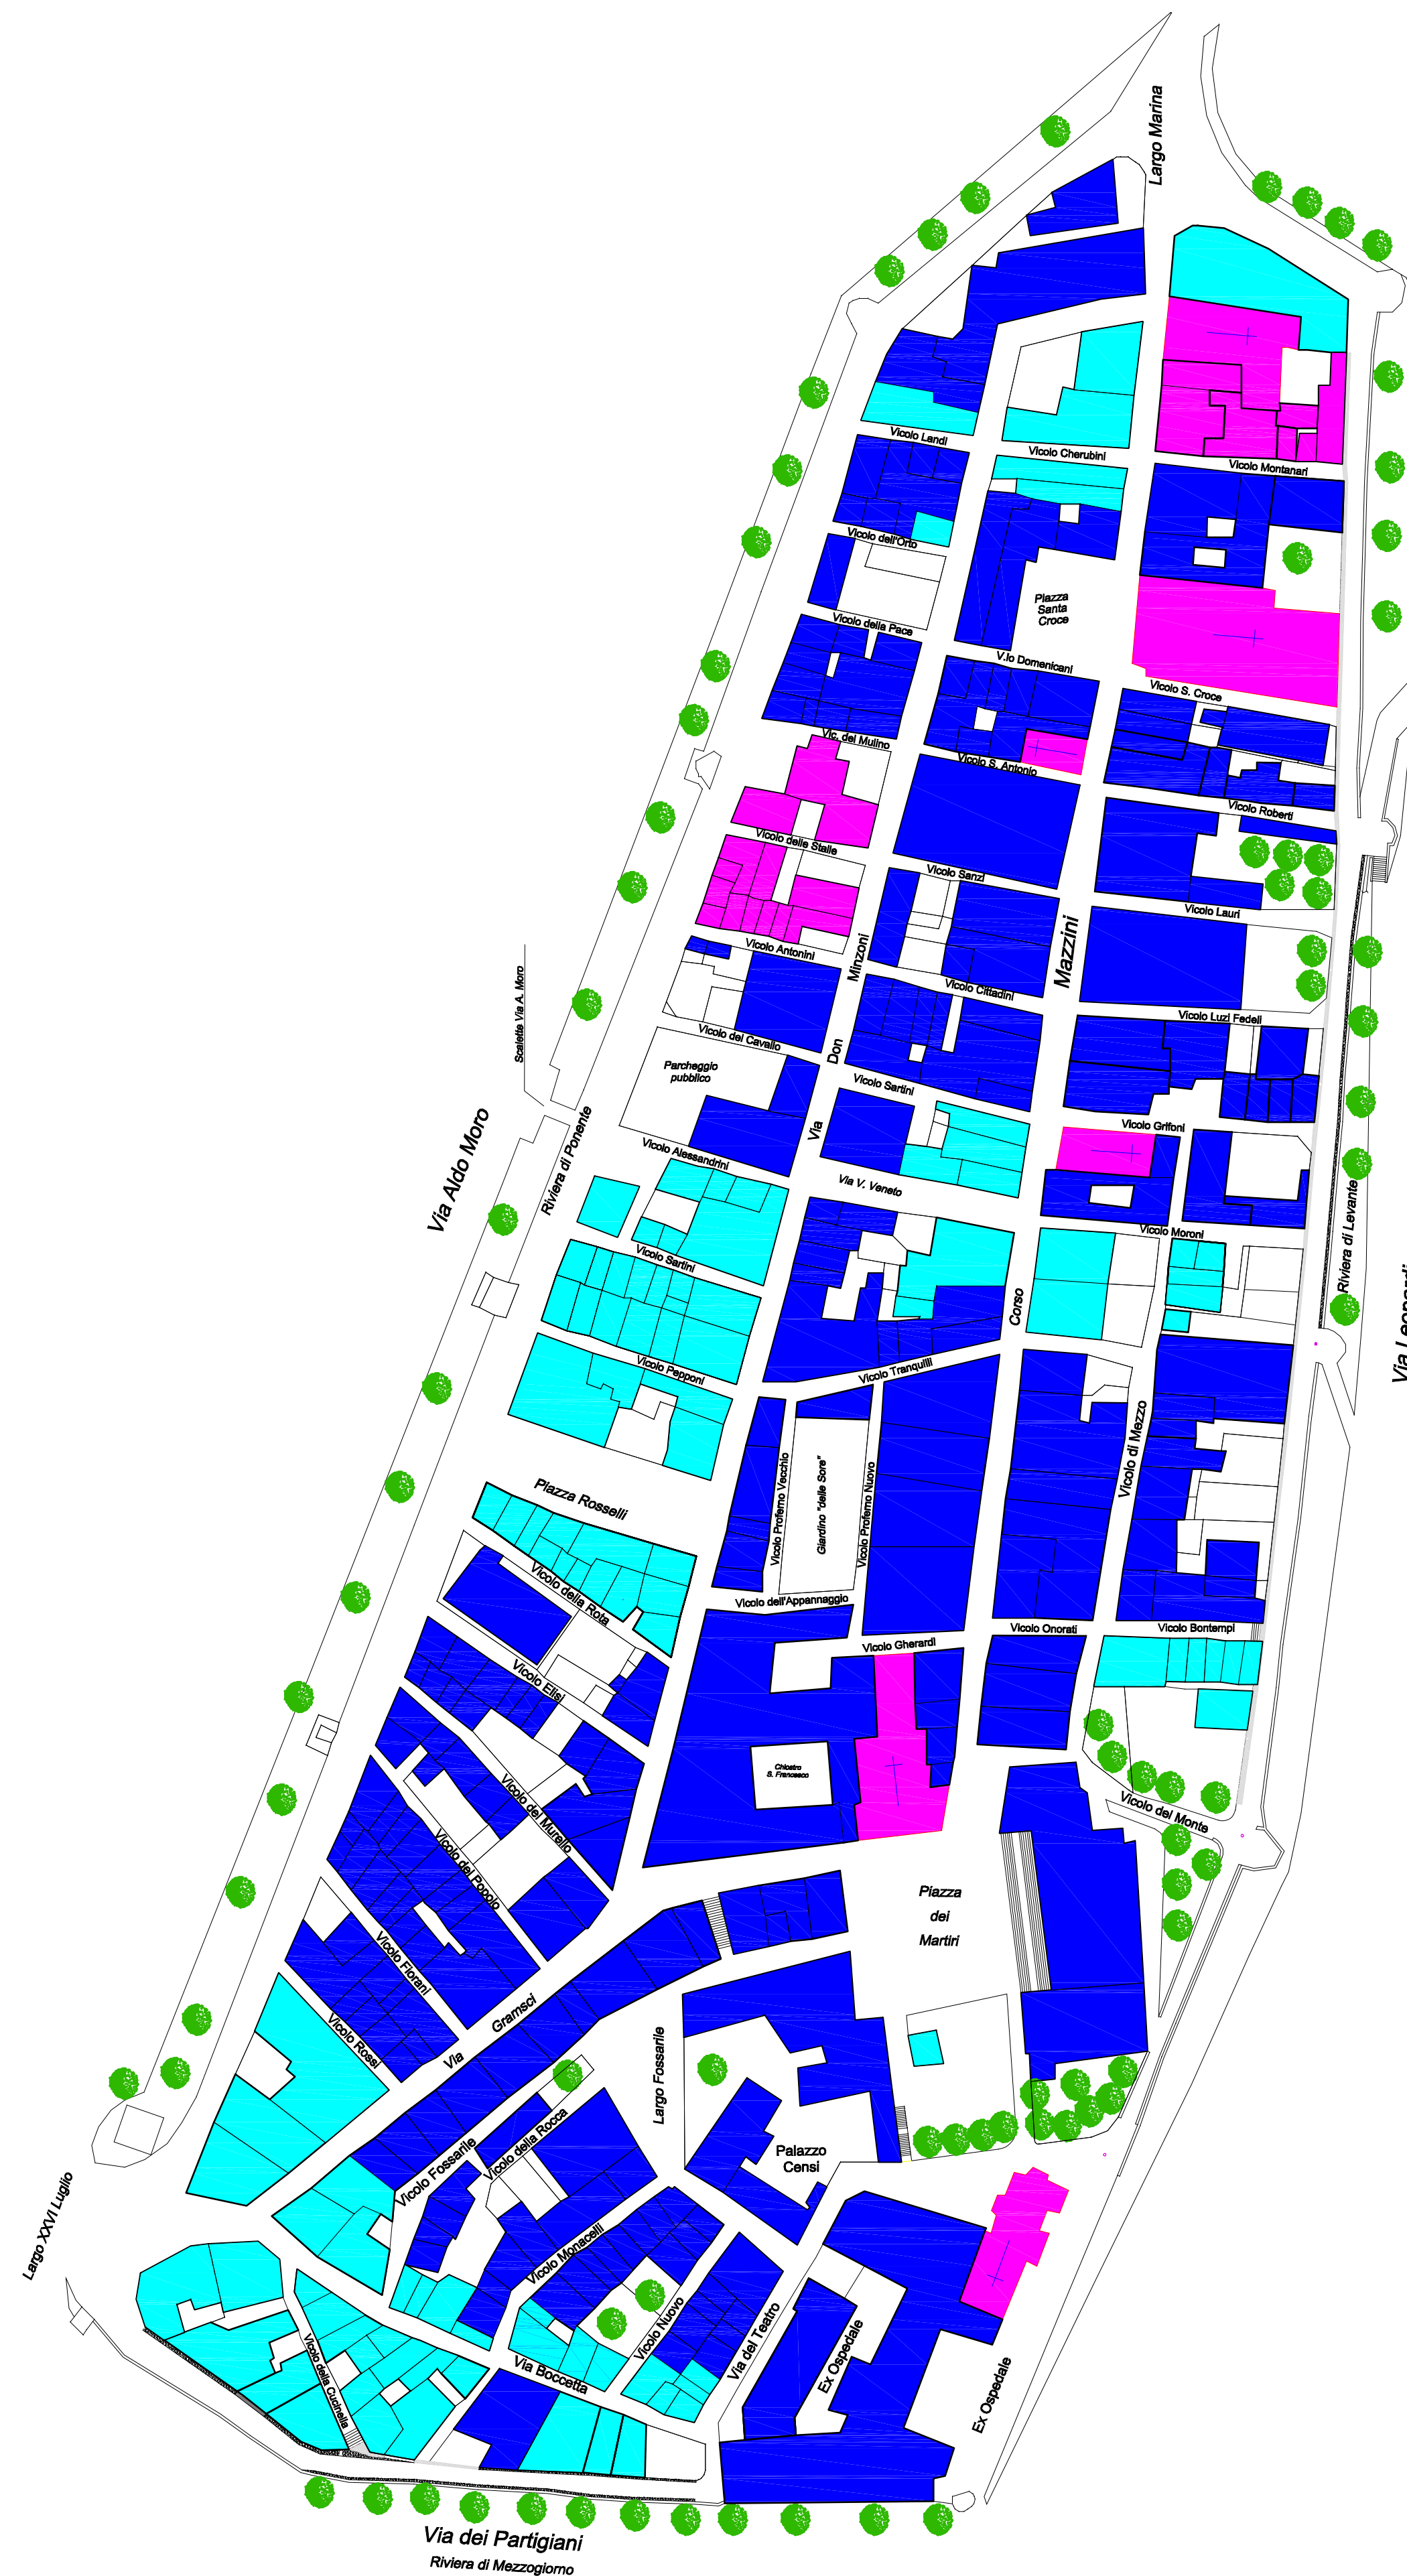 Largo Marina
Vicolo Landi
Vicolo Cherubini
Vicolo Montanari
Vicolo dell'Orto
Piazza
Santa
Croce
Vicolo della Pace
V.lo Domenicani
Vicolo S. Croce
Vic. del Mulino
Vicolo S. Antonio
Vicolo Roberti
Vicolo delle Stalle
Vicolo Sanzi
Vicolo Lauri
Vicolo Antonini
Minzoni
Mazzini
Vicolo Cittadini
Scalette Via A. Moro
Vicolo Luzi Fedeli
Vicolo del Cavallo
Don
Parcheggio
pubblico
Vicolo Sartini
Via
Vicolo Grifoni
Via Aldo Moro
Riviera di Ponente
Vicolo Alessandrini
Via V. Veneto
Riviera di Levante
Vicolo Moroni
Vicolo Sartini
Corso
Via Leopardi
Vicolo Pepponi
Vicolo Tranquilli
Vicolo di Mezzo
Piazza Rosselli
Vicolo Proferno Vecchio
Giardino "delle Sore"
Vicolo Proferno Nuovo
Vicolo della Rota
Vicolo dell'Appannaggio
Vicolo Gherardi
Vicolo Onorati
Vicolo Bontempi
Vicolo Elisi
Chiostro
S. Francesco
Vicolo del Murello
Vicolo del Monte
Vicolo del Popolo
Piazza
dei
Martiri
Vicolo Fiorani
Via
Gramsci
Vicolo Rossi
Largo Fossarile
Vicolo Fossarile
Vicolo della Rocca
Palazzo
Censi
Largo XXVI Luglio
Vicolo Monacelli
Vicolo Nuovo
Via del Teatro
Ex Ospedale
Ex Ospedale
Vicolo della Cucinella
Via Boccetta
Via dei Partigiani
Riviera di Mezzogiorno